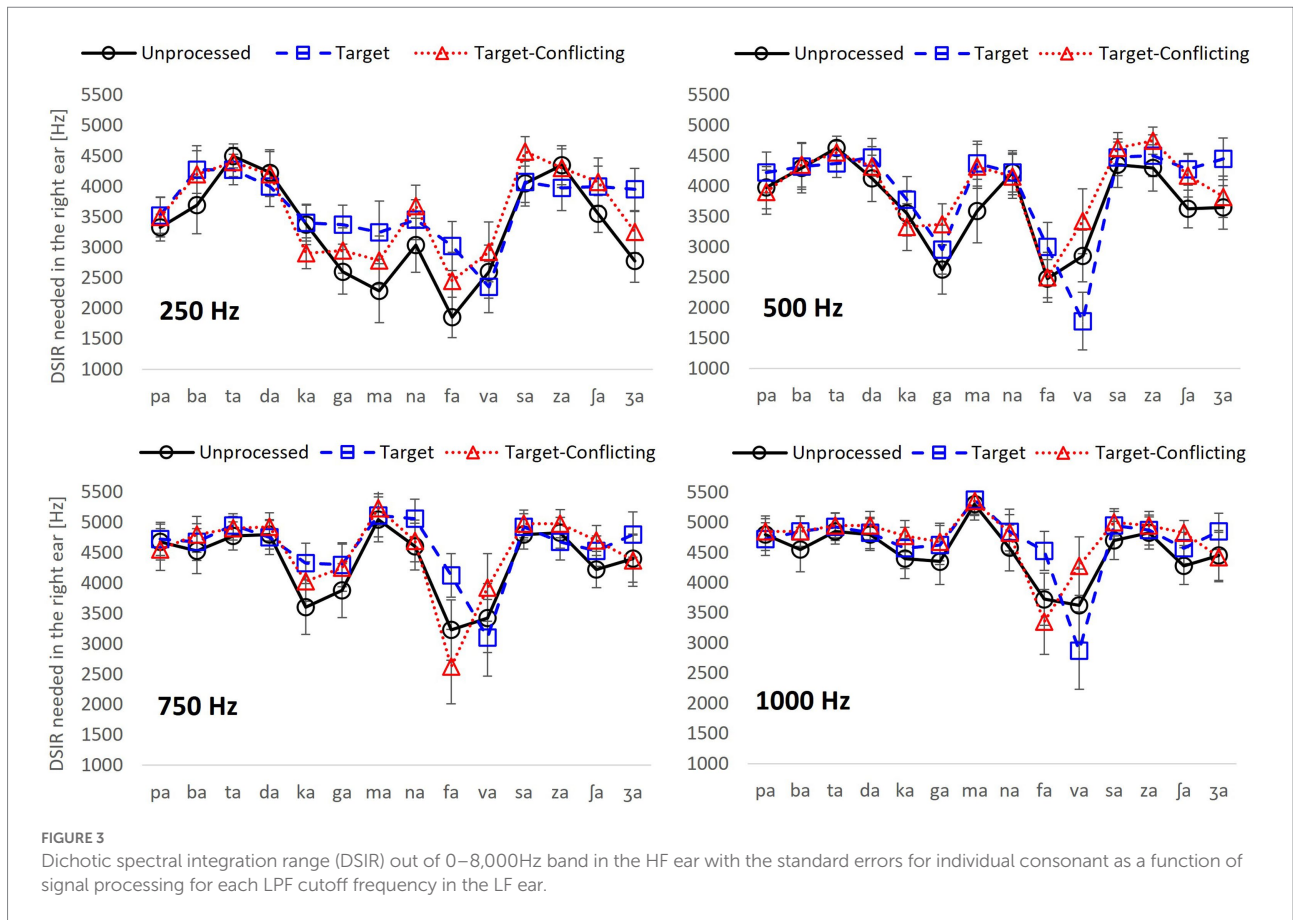 Unprocessed Target Target-Conflicting
DSIR needed in the right ear [Hz]
5500
5000
4500
4000
3500
3000
2500
2000
1500
1000
250 Hz
pa ba ta da ka ga ma na fa va sa za ʃa ʒa
Unprocessed Target Target-Conflicting
5500
5000
4500
4000
3500
3000
2500
2000
1500
1000
500 Hz
pa ba ta da ka ga ma na fa va sa za ʃa ʒa
Unprocessed Target Target-Conflicting
DSIR needed in the right ear [Hz]
5500
5000
4500
4000
3500
3000
2500
2000
1500
1000
750 Hz
pa ba ta da ka ga ma na fa va sa za ʃa ʒa
Unprocessed Target Target-Conflicting
5500
5000
4500
4000
3500
3000
2500
2000
1500
1000
1000 Hz
pa ba ta da ka ga ma na fa va sa za ʃa ʒa
FIGURE 3
Dichotic spectral integration range (DSIR) out of 0–8,000Hz band in the HF ear with the standard errors for individual consonant as a function of
signal processing for each LPF cutoff frequency in the LF ear.